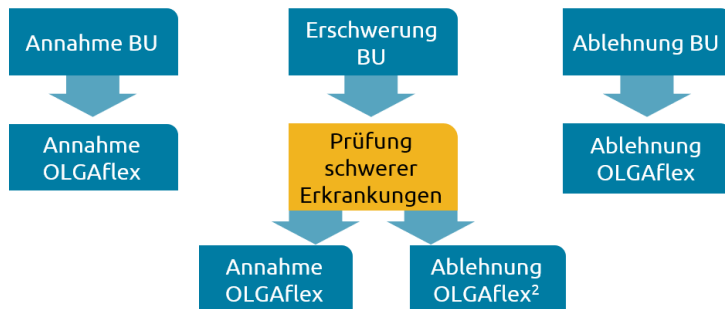 Annahme BU
Erschwerung
BU
Ablehnung BU
Annahme
OLGAflex
Prüfung
schwerer
Erkrankungen
Ablehnung
OLGAflex
Annahme
OLGAflex
Ablehnung
OLGAflex²